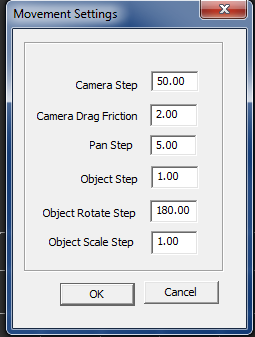 Movement Settings
Camera Step 50.00
Camera Drag Friction 2.00
Pan Step 5.00
Object Step 1.00
Object Rotate Step 180.00
Object Scale Step 1.00
OK Cancel